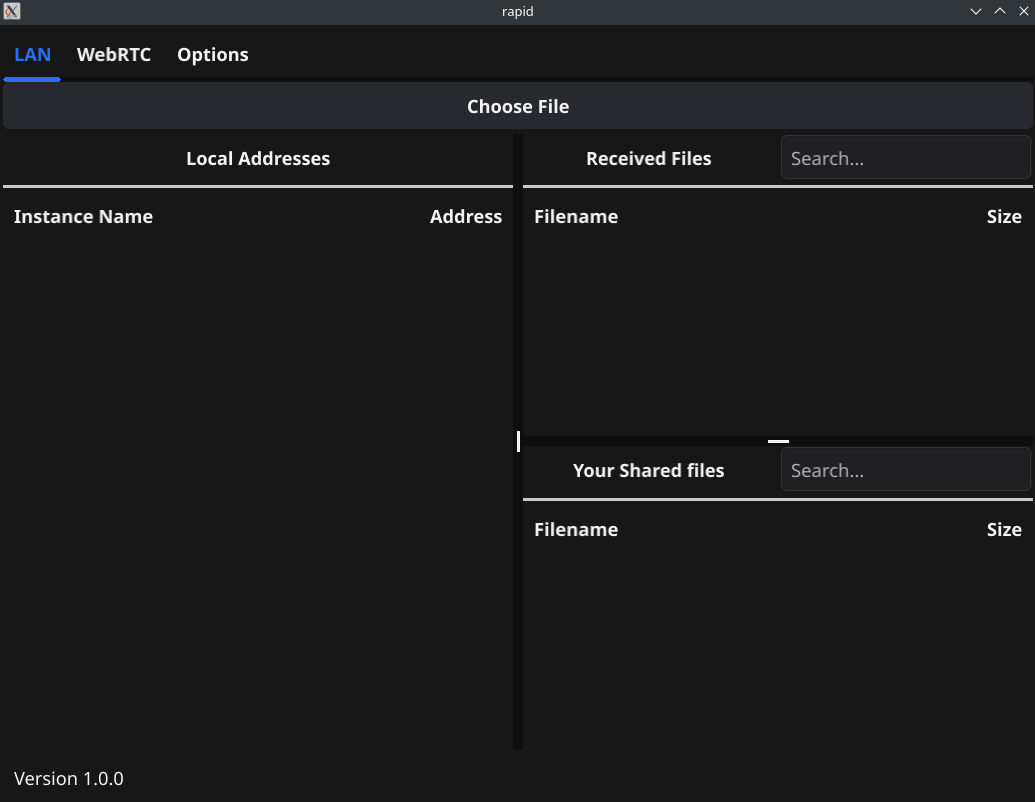 rapid
LAN WebRTC Options
Choose File
Local Addresses
Instance Name Address
Received Files Search...
Filename Size
Your Shared files Search...
Filename Size
Version 1.0.0